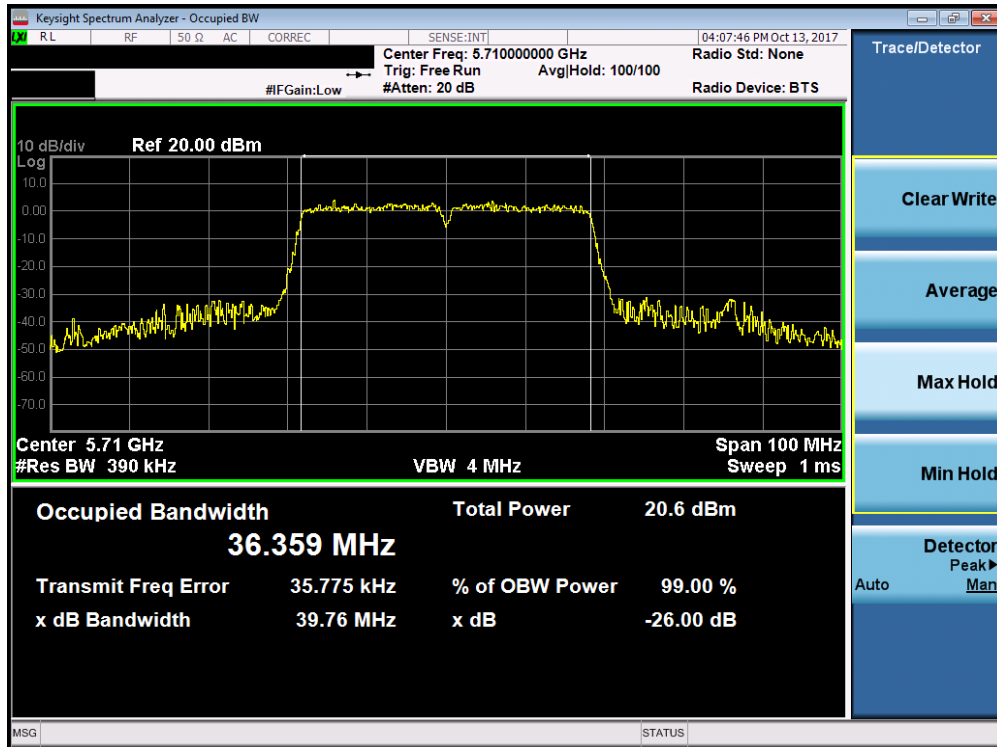 Keysight Spectrum Analyzer - Occupied BW
LXI RL RF 50 Ω AC CORREC SENSE:INT 04:07:46 PM Oct 13, 2017
Center Freq: 5.710000000 GHz Radio Std: None
Trig: Free Run Avg|Hold: 100/100
#IFGain:Low #Atten: 20 dB Radio Device: BTS
10 dB/div Ref 20.00 dBm
Log
10.0
0.00
-10.0
-20.0
-30.0
-40.0
-50.0
-60.0
-70.0
Center 5.71 GHz Span 100 MHz
#Res BW 390 kHz VBW 4 MHz Sweep 1 ms
Occupied Bandwidth Total Power 20.6 dBm
36.359 MHz
Transmit Freq Error 35.775 kHz % of OBW Power 99.00 %
x dB Bandwidth 39.76 MHz x dB -26.00 dB
MSG STATUS
Trace/Detector
Clear Write
Average
Max Hold
Min Hold
Detector
Peak▶
Auto Man